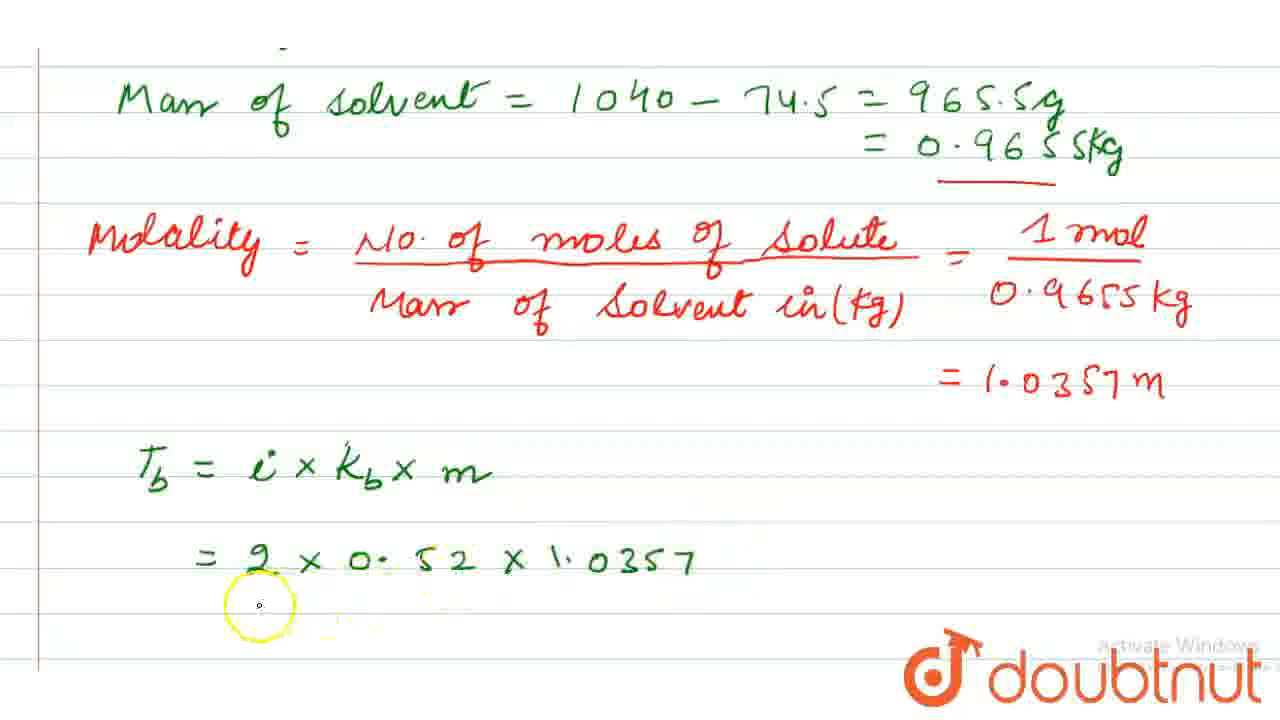 Mass of solvent = 1040 - 74.5 = 965.5g
= 0.9655Kg
Molality = No. of moles of solute / Mass of solvent in (Kg) = 1 mol / 0.9655 kg
= 1.0357 m
Tb = i × Kb × m
= 2 × 0.52 × 1.0357
Activate Windows
doubtnut